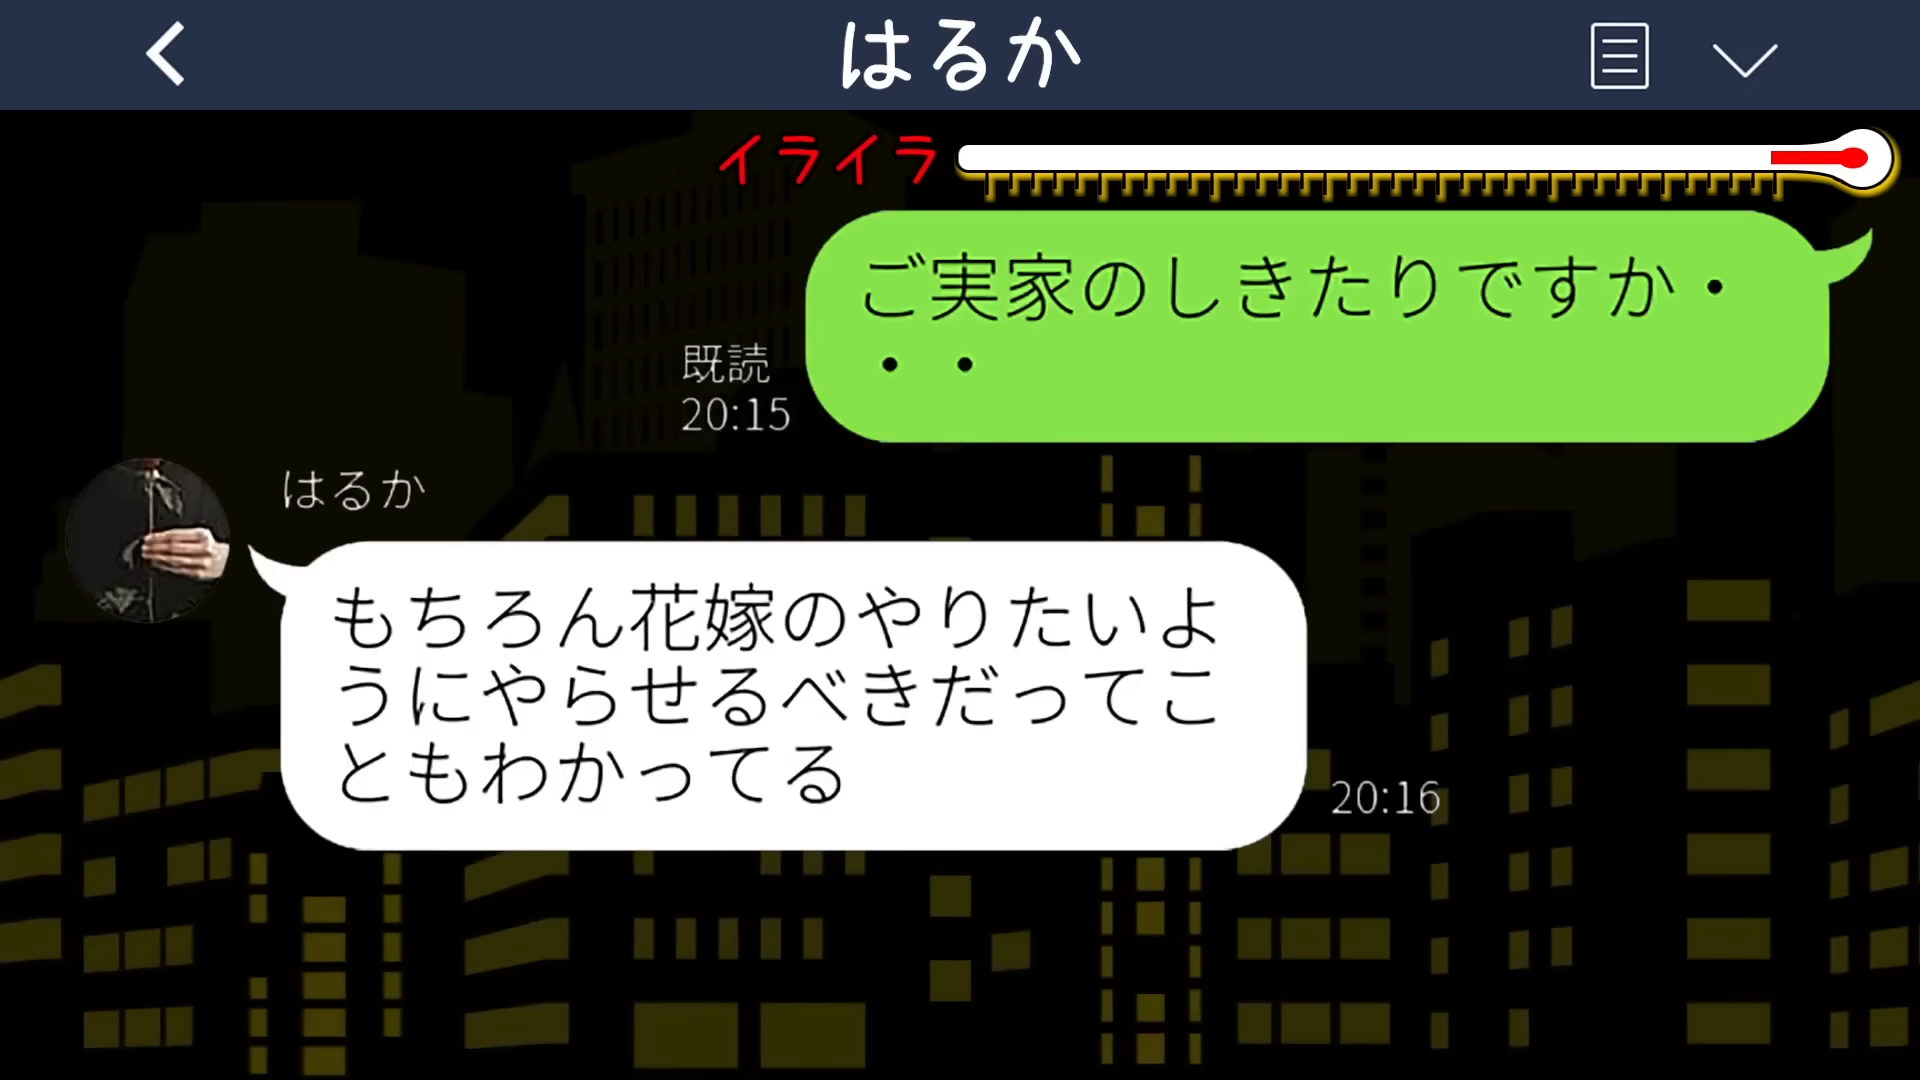 はるか
イライラ
ご実家のしきたりですか・
・・
既読
20:15
はるか
もちろん花嫁のやりたいよ
うにやらせるべきだってこ
ともわかってる
20:16